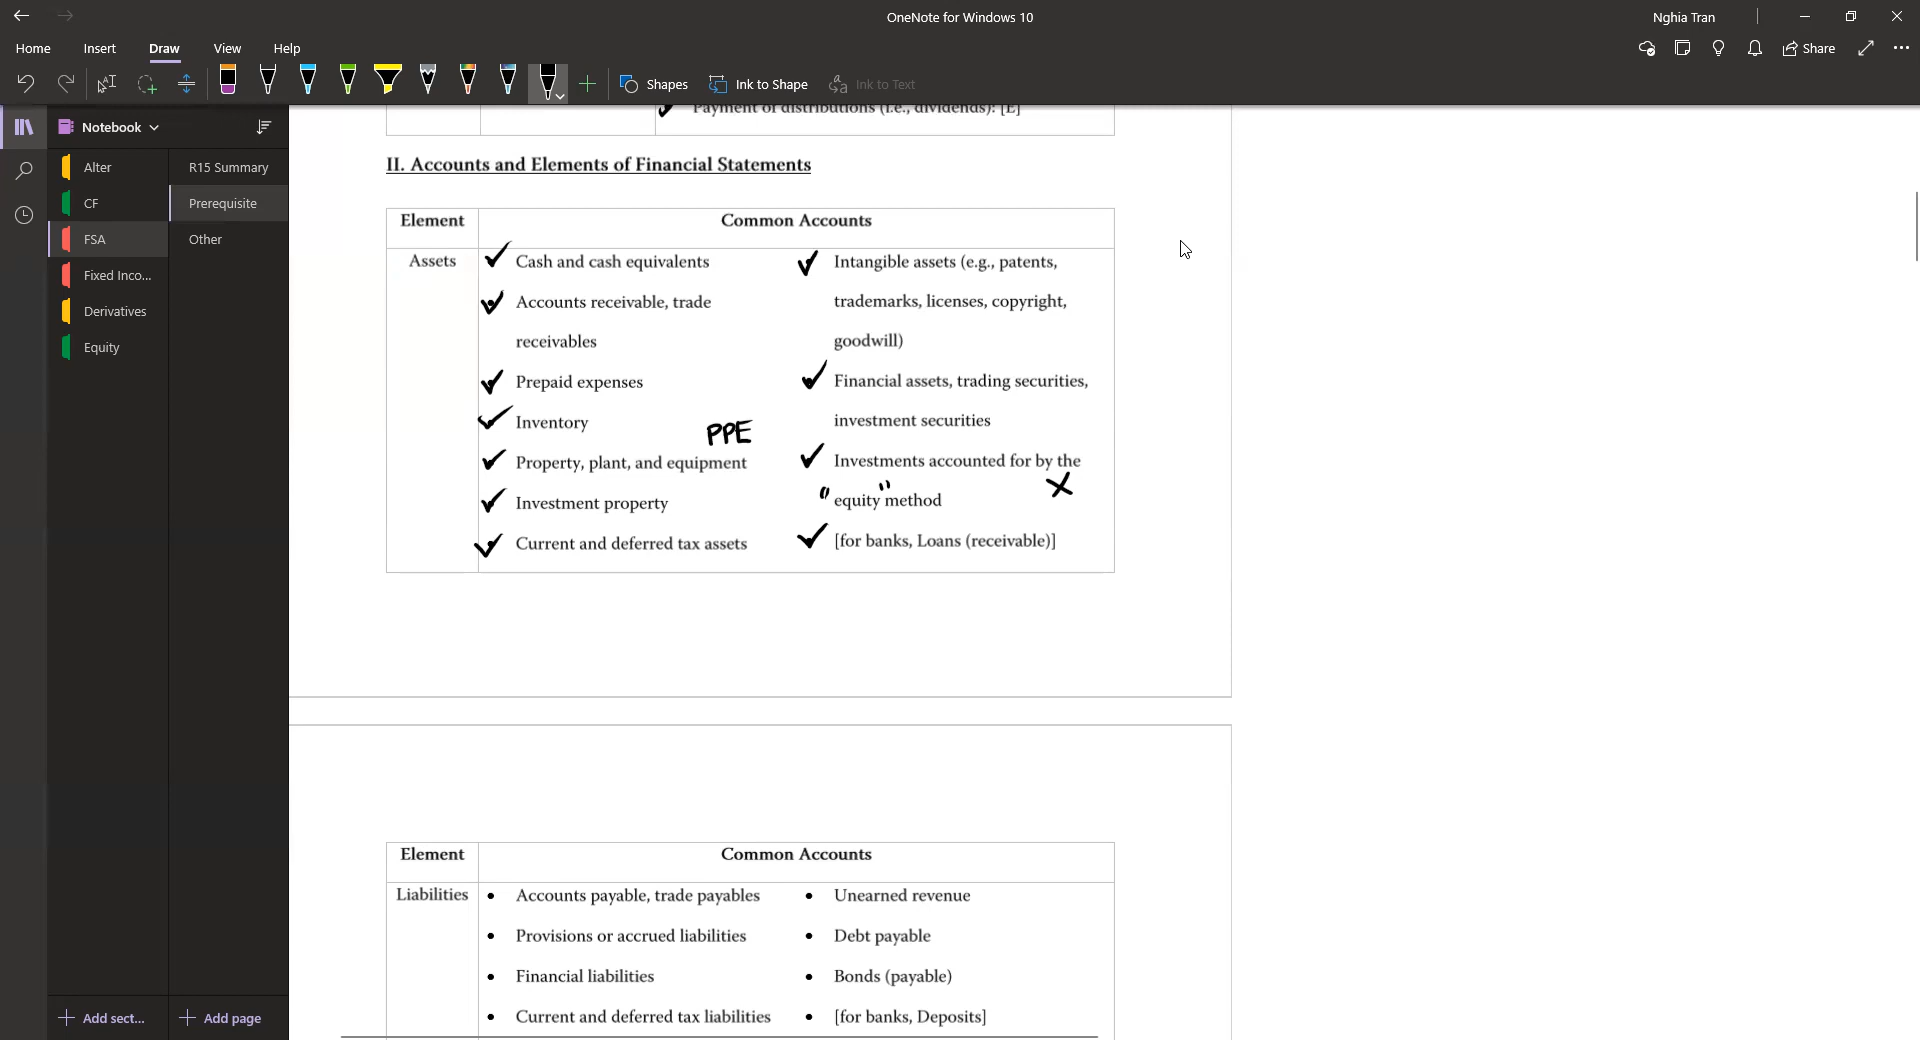 OneNote for Windows 10
Nghia Tran
Home Insert Draw View Help
Share
Shapes Ink to Shape Ink to Text
Notebook
Alter
CF
FSA
Fixed Inco...
Derivatives
Equity
R15 Summary
Prerequisite
Other
Payment of distributions (i.e., dividends): [E]
II. Accounts and Elements of Financial Statements
Element Common Accounts
Assets
Cash and cash equivalents
Accounts receivable, trade
receivables
Prepaid expenses
Inventory
PPE
Property, plant, and equipment
Investment property
Current and deferred tax assets
Intangible assets (e.g., patents,
trademarks, licenses, copyright,
goodwill)
Financial assets, trading securities,
investment securities
Investments accounted for by the
"equity" method
X
[for banks, Loans (receivable)]
Element Common Accounts
Liabilities
Accounts payable, trade payables
Provisions or accrued liabilities
Financial liabilities
Current and deferred tax liabilities
Unearned revenue
Debt payable
Bonds (payable)
[for banks, Deposits]
Add sect... Add page